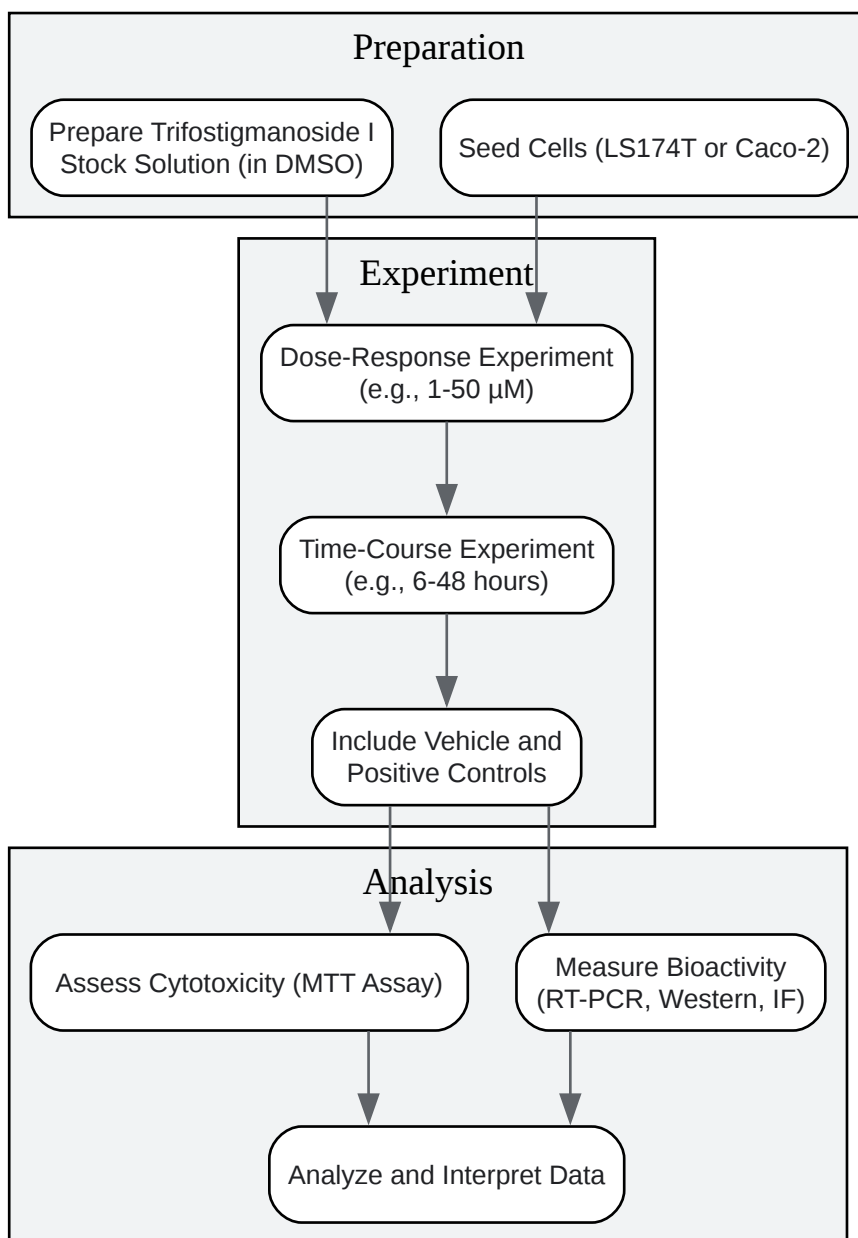 Preparation
Prepare Trifostigmanoside I
Stock Solution (in DMSO)
Seed Cells (LS174T or Caco-2)
Experiment
Dose-Response Experiment
(e.g., 1-50 µM)
Time-Course Experiment
(e.g., 6-48 hours)
Include Vehicle and
Positive Controls
Analysis
Assess Cytotoxicity (MTT Assay)
Measure Bioactivity
(RT-PCR, Western, IF)
Analyze and Interpret Data